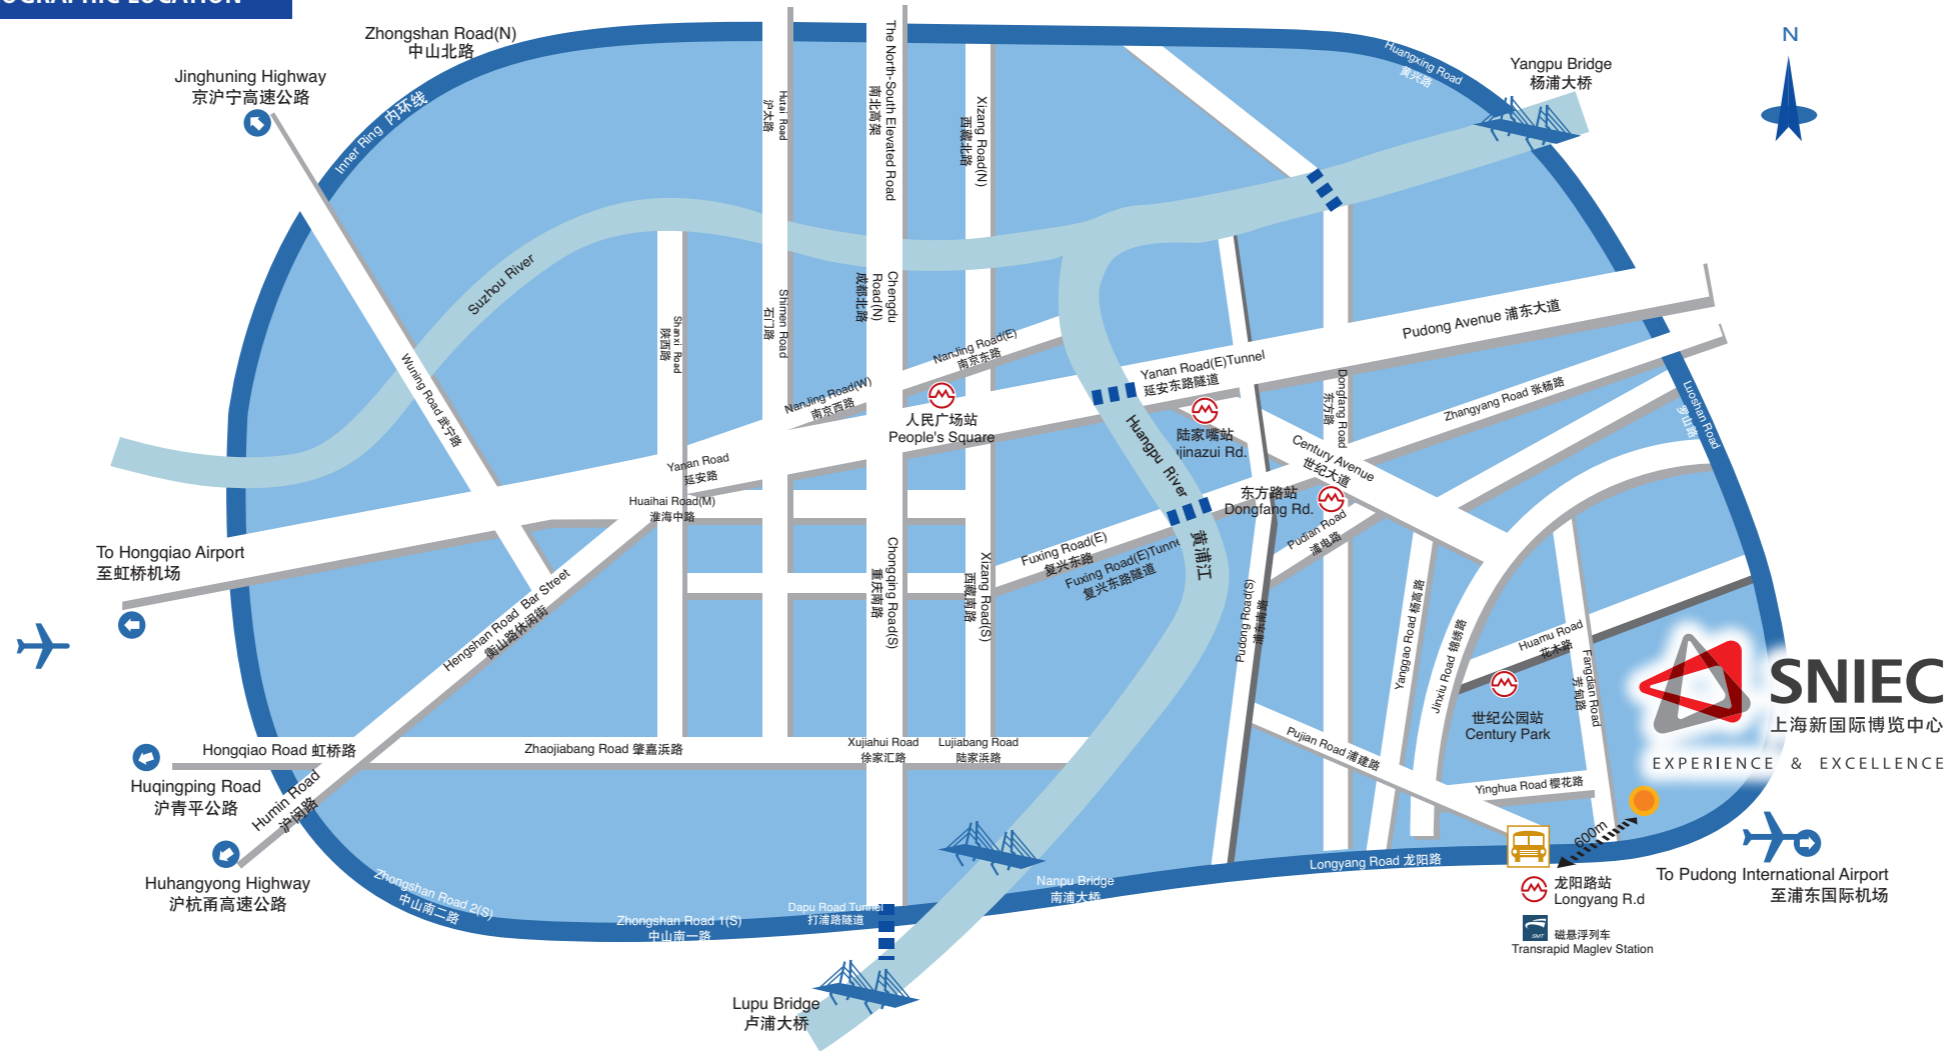 Zhongshan Road(N)
中山北路
Jinghuning Highway
京沪宁高速公路
Inner Ring 内环线
Hutai Road
沪太路
The North-South Elevated Road
南北高架
Xizang Road(N)
西藏北路
Huangxing Road
黄兴路
Yangpu Bridge
杨浦大桥
N
Suzhou River
Wuning Road 武宁路
Shanxi Road
陕西路
Shimen Road
石门路
Chengdu
Road(N)
成都北路
NanJing Road(E)
南京东路
NanJing Road(W)
南京西路
人民广场站
People's Square
Yanan Road(E)Tunnel
延安东路隧道
Pudong Avenue 浦东大道
陆家嘴站
Rd.
Huangpu River
黄浦江
Dongfang Road
东方路
Zhangyang Road 张杨路
Luoshan Road
罗山路
Century Avenue
世纪大道
Yanan Road
延安路
Huaihai Road(M)
淮海中路
东方路站
Dongfang Rd.
Pudian Road
浦电路
To Hongqiao Airport
至虹桥机场
Hengshan Road Bar Street
衡山路休闲街
Chongqing Road(S)
重庆南路
Xizang Road(S)
西藏南路
Fuxing Road(E)
复兴东路
Fuxing Road(E)Tunne
复兴东路隧道
Pudong Road(S)
浦东南路
Yanggao Road 杨高路
Jinxiu Road 锦绣路
Huamu Road
花木路
Fangdian Road
芳甸路
世纪公园站
Century Park
SNIEC
上海新国际博览中心
EXPERIENCE & EXCELLENCE
Hongqiao Road 虹桥路
Zhaojiabang Road 肇嘉浜路
Xujiahui Road
徐家汇路
Lujiabang Road
陆家浜路
Pujian Road 浦建路
Yinghua Road 樱花路
Huqingping Road
沪青平公路
Humin Road
沪闵路
Huhangyong Highway
沪杭甬高速公路
600m
Longyang Road 龙阳路
To Pudong International Airport
至浦东国际机场
Zhongshan Road 2(S)
中山南二路
Zhongshan Road 1(S)
中山南一路
Dapu Road Tunnel
打浦路隧道
Nanpu Bridge
南浦大桥
龙阳路站
Longyang R.d
SMT
磁悬浮列车
Transrapid Maglev Station
Lupu Bridge
卢浦大桥